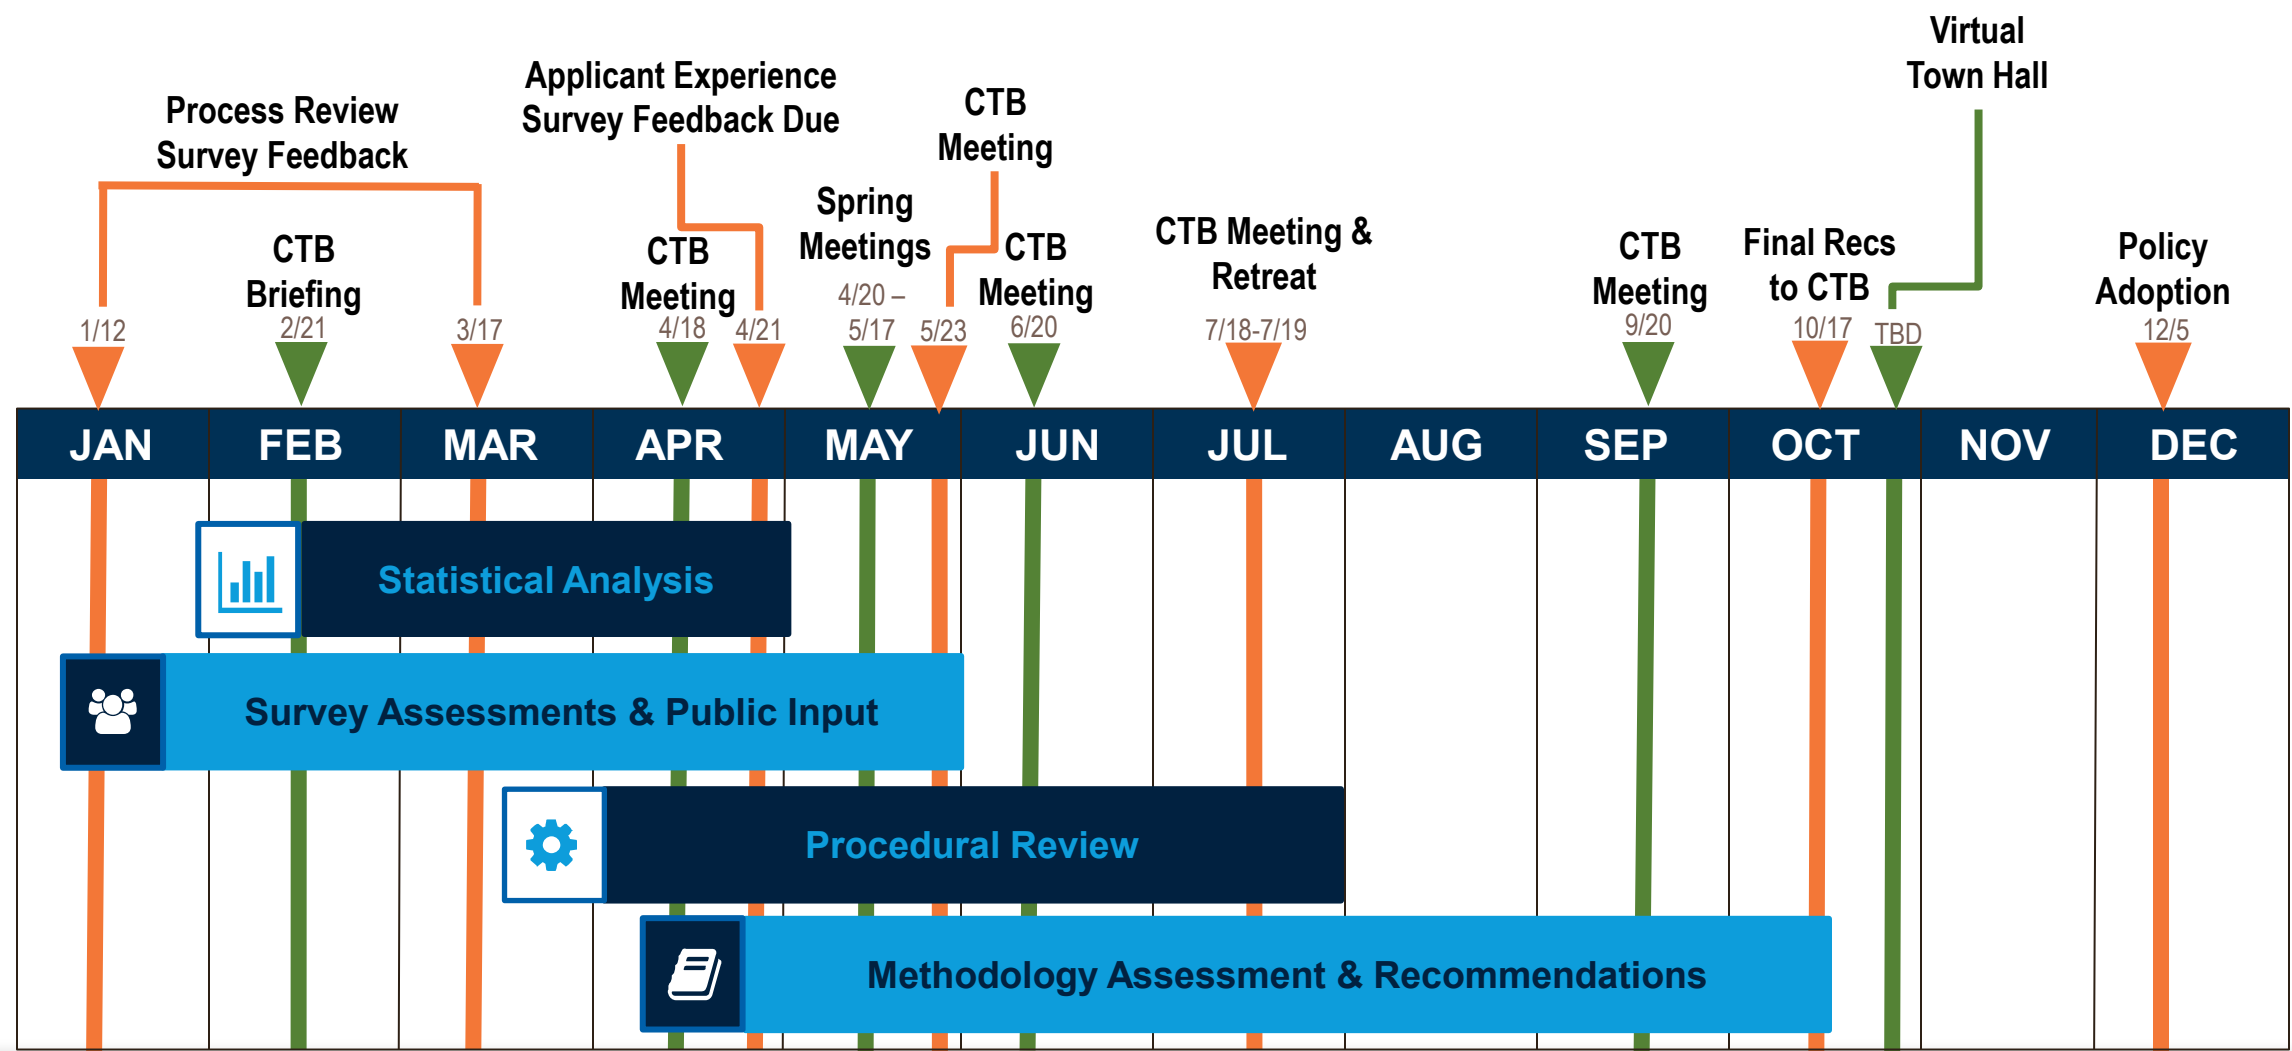 Virtual
Town Hall
Applicant Experience
Survey Feedback Due
CTB
Meeting
Process Review
Survey Feedback
Spring
Meetings
CTB
Briefing
CTB
Meeting
CTB
Meeting
CTB Meeting &
Retreat
CTB
Meeting
Final Recs
to CTB
Policy
Adoption
1/12
2/21
3/17
4/18
4/21
4/20 –
5/17
5/23
6/20
7/18-7/19
9/20
10/17
TBD
12/5
JAN FEB MAR APR MAY JUN JUL AUG SEP OCT NOV DEC
Statistical Analysis
Survey Assessments & Public Input
Procedural Review
Methodology Assessment & Recommendations